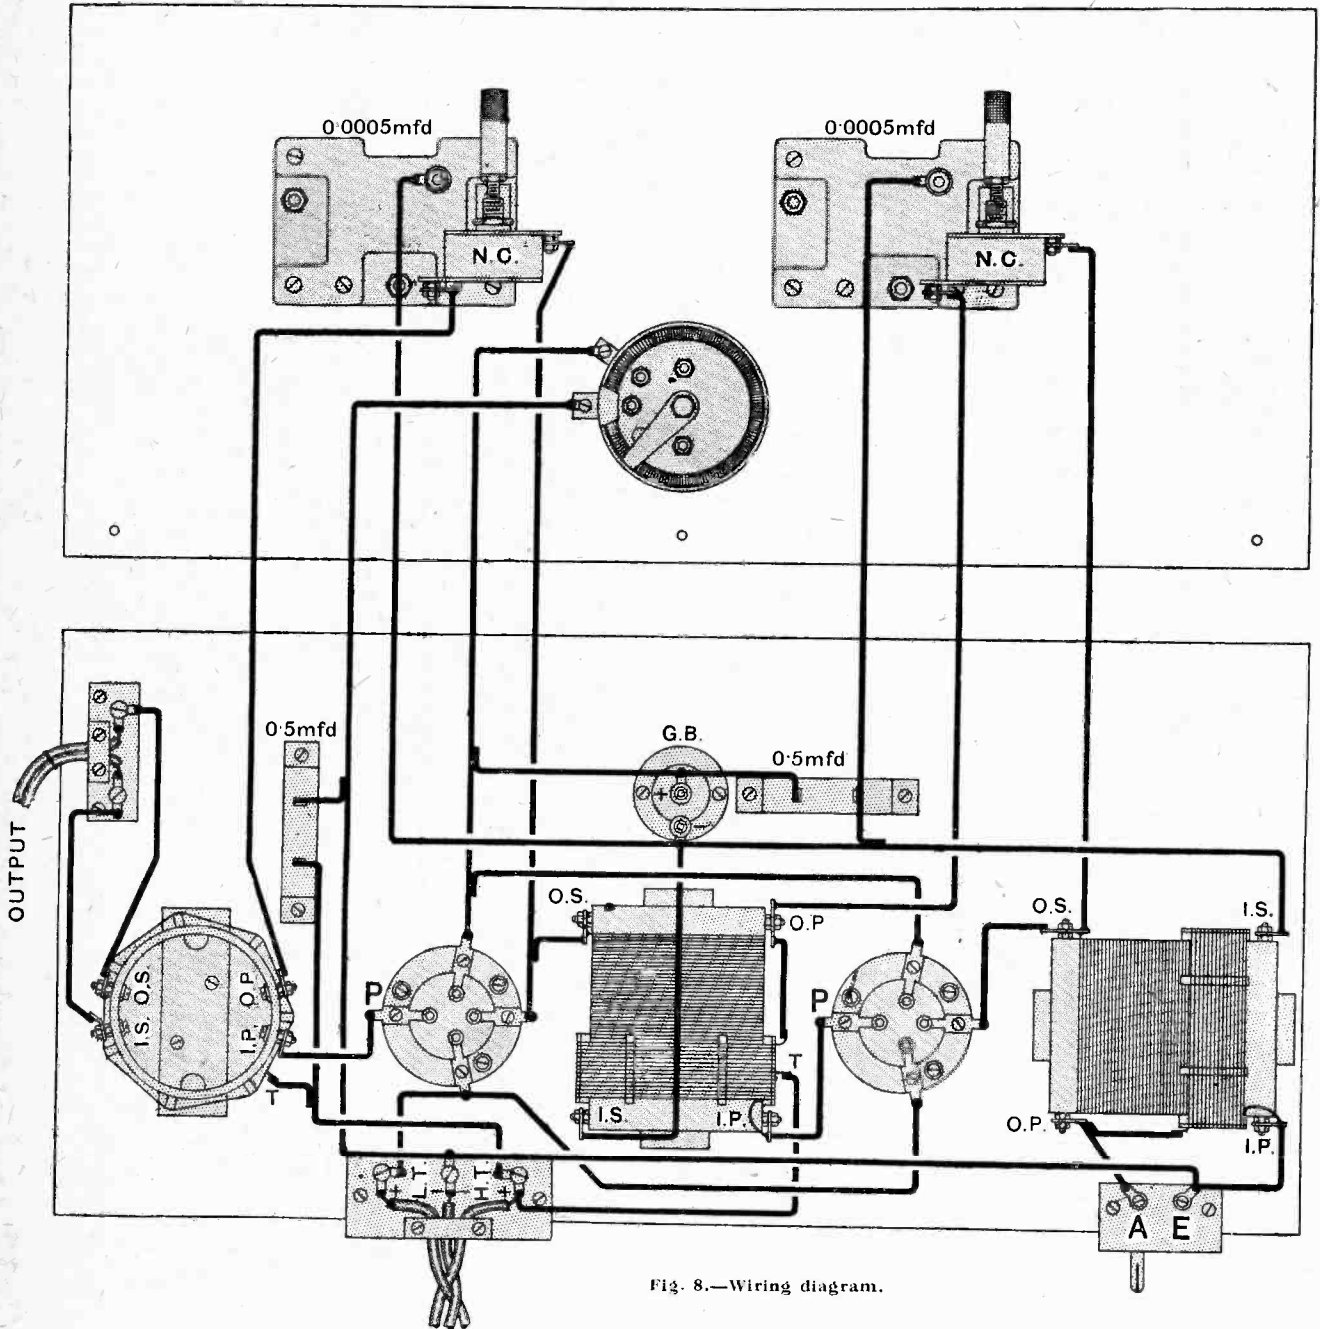 0·0005mfd
0·0005mfd
N.C.
N.C.
0·5mfd
G.B.
0·5mfd
+
−
OUTPUT
O.S.
O.P
O.S.
I.S.
I.S. O.S.
I.P. O.P
P
P
T
T
I.S.
I.P.
O.P.
I.P.
+ L.T. − H.T. +
A E
Fig. 8.—Wiring diagram.